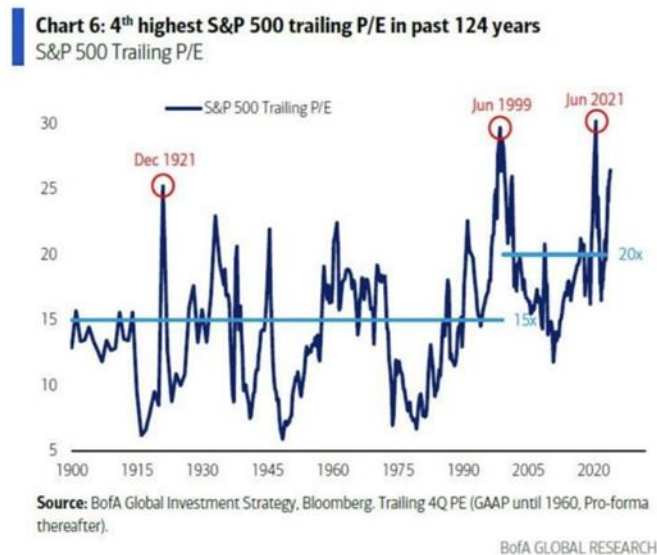 Chart 6: 4th highest S&P 500 trailing P/E in past 124 years
S&P 500 Trailing P/E
S&P 500 Trailing P/E
Jun 1999
Jun 2021
Dec 1921
30
25
20
15
10
5
20x
15x
1900 1915 1930 1945 1960 1975 1990 2005 2020
Source: BofA Global Investment Strategy, Bloomberg. Trailing 4Q PE (GAAP until 1960, Pro-forma
thereafter).
BofA GLOBAL RESEARCH